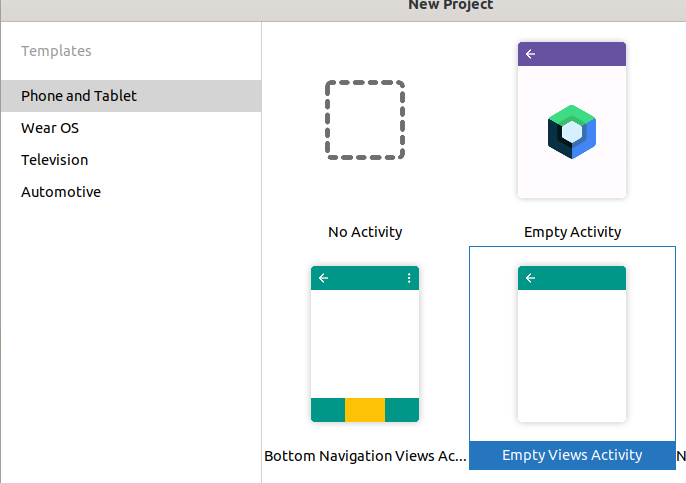 New Project
Templates
Phone and Tablet
Wear OS
Television
Automotive
No Activity
Empty Activity
Bottom Navigation Views Ac...
Empty Views Activity
N